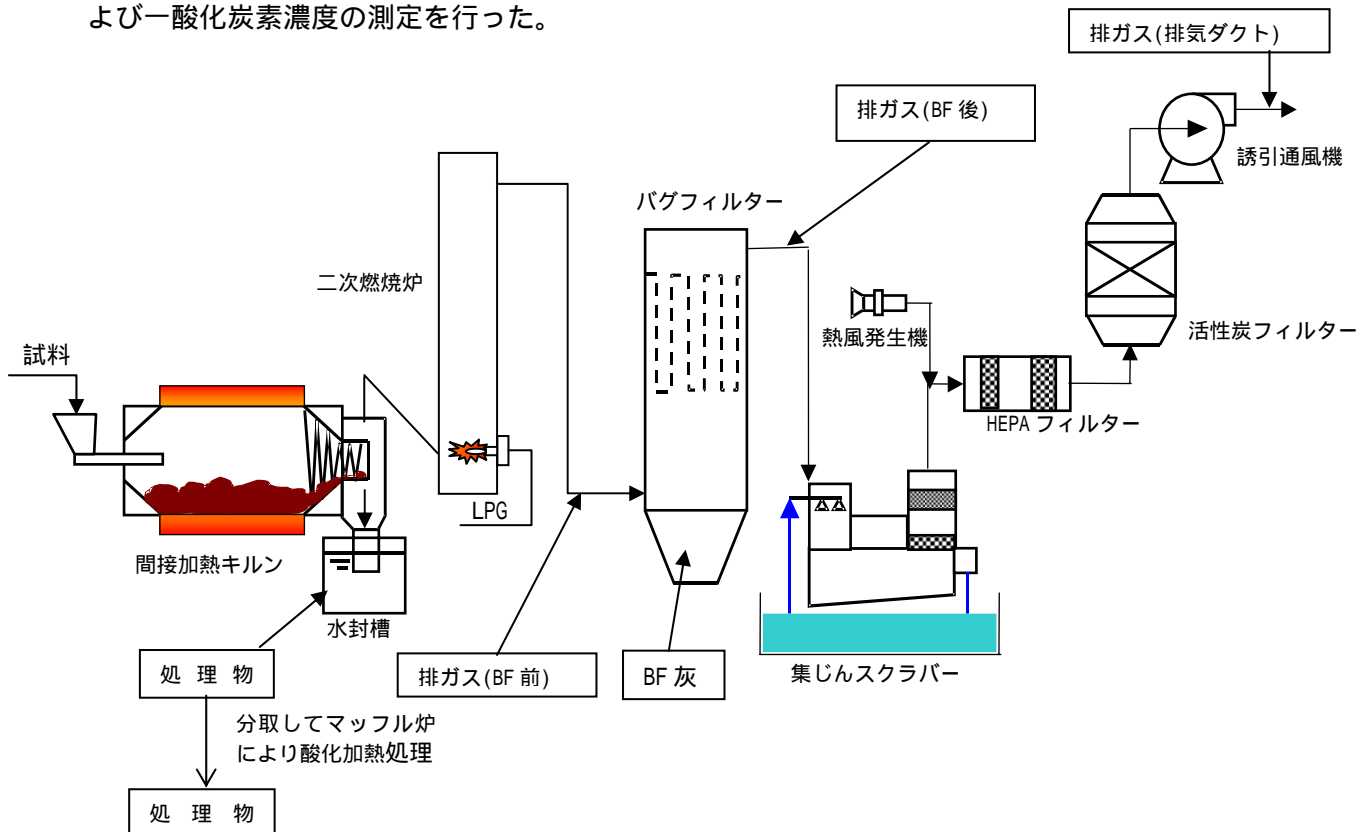 よび一酸化炭素濃度の測定を行った。
排ガス(排気ダクト)
排ガス(BF 後)
誘引通風機
バグフィルター
二次燃焼炉
熱風発生機
活性炭フィルター
試料
HEPA フィルター
LPG
間接加熱キルン
水封槽
処 理 物
排ガス(BF 前)
BF 灰
集じんスクラバー
分取してマッフル炉
により酸化加熱処理
処 理 物